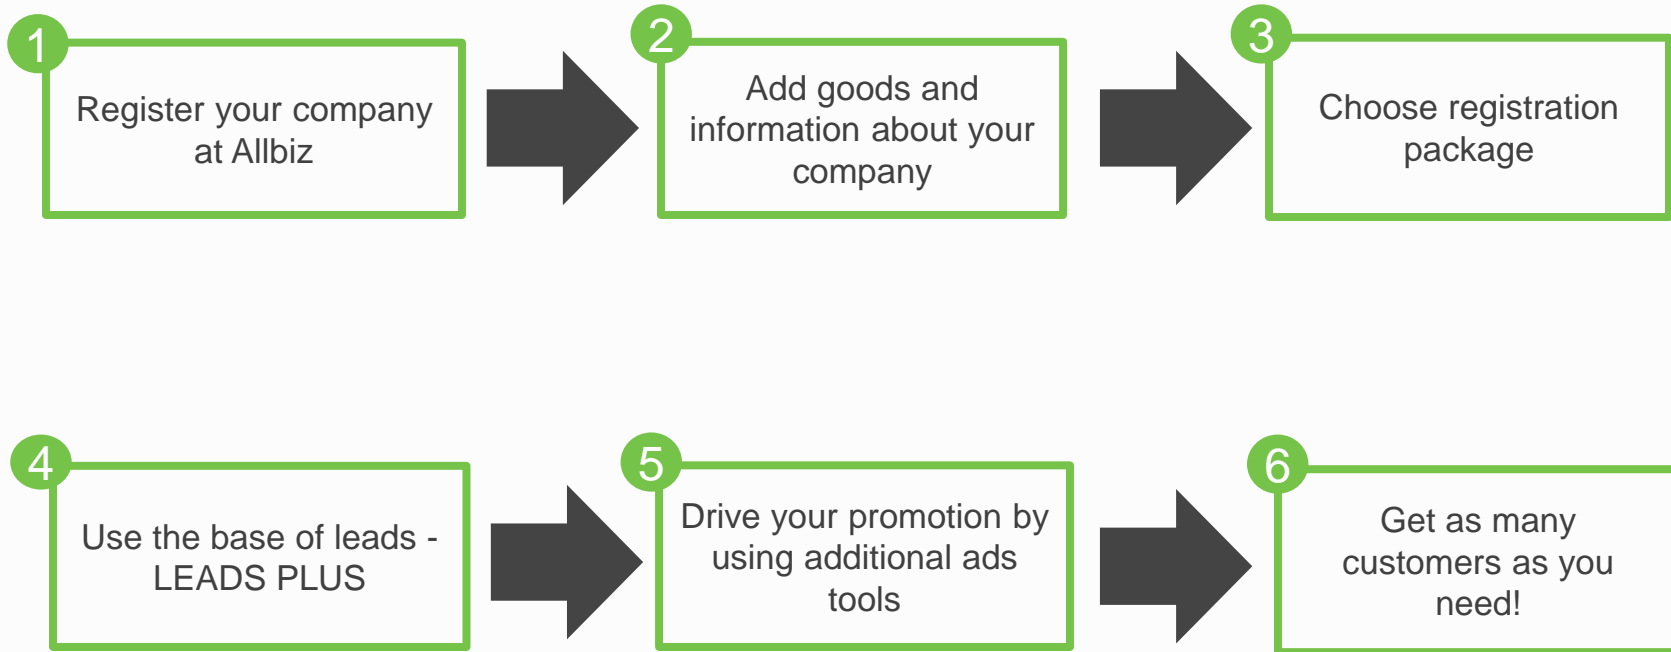 1
Register your company
at Allbiz
2
Add goods and
information about your
company
3
Choose registration
package
4
Use the base of leads -
LEADS PLUS
5
Drive your promotion by
using additional ads
tools
6
Get as many
customers as you
need!